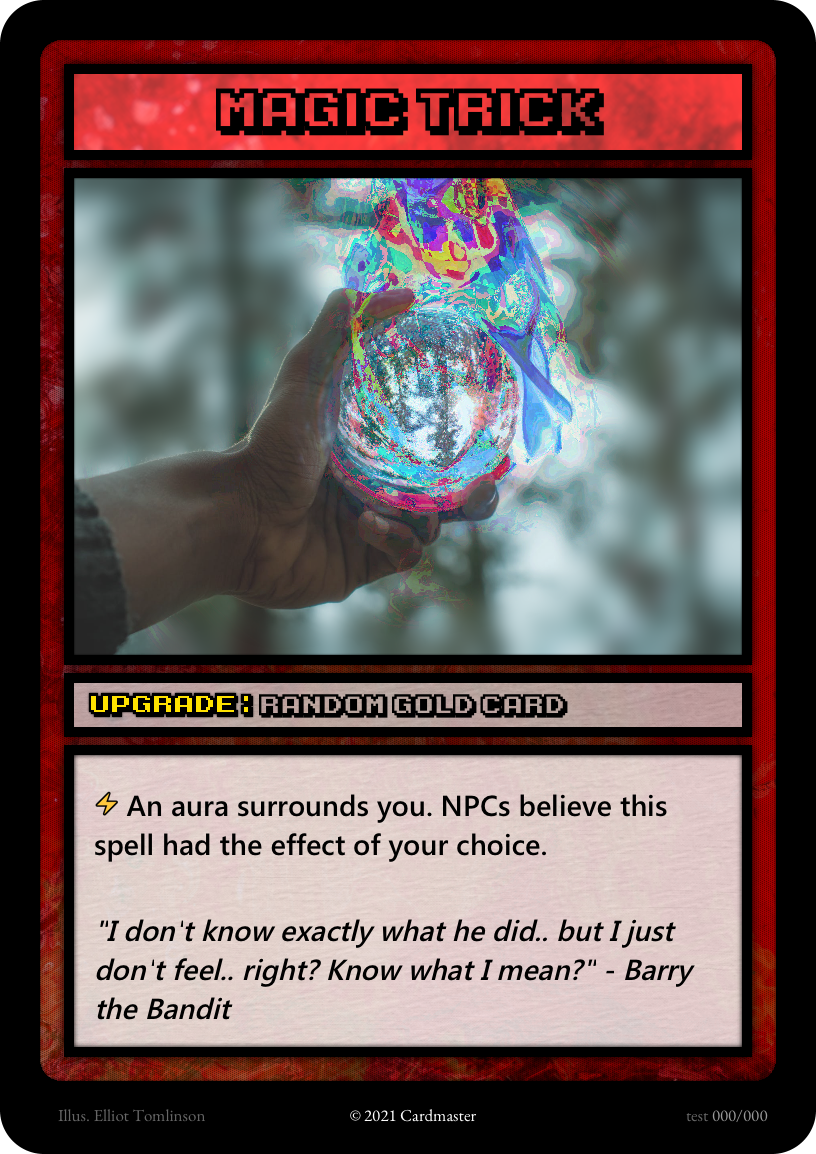 MAGIC TRICK
UPGRADE: RANDOM GOLD CARD
⚡ An aura surrounds you. NPCs believe this
spell had the effect of your choice.
"I don't know exactly what he did.. but I just
don't feel.. right? Know what I mean?" - Barry
the Bandit
Illus. Elliot Tomlinson © 2021 Cardmaster test 000/000